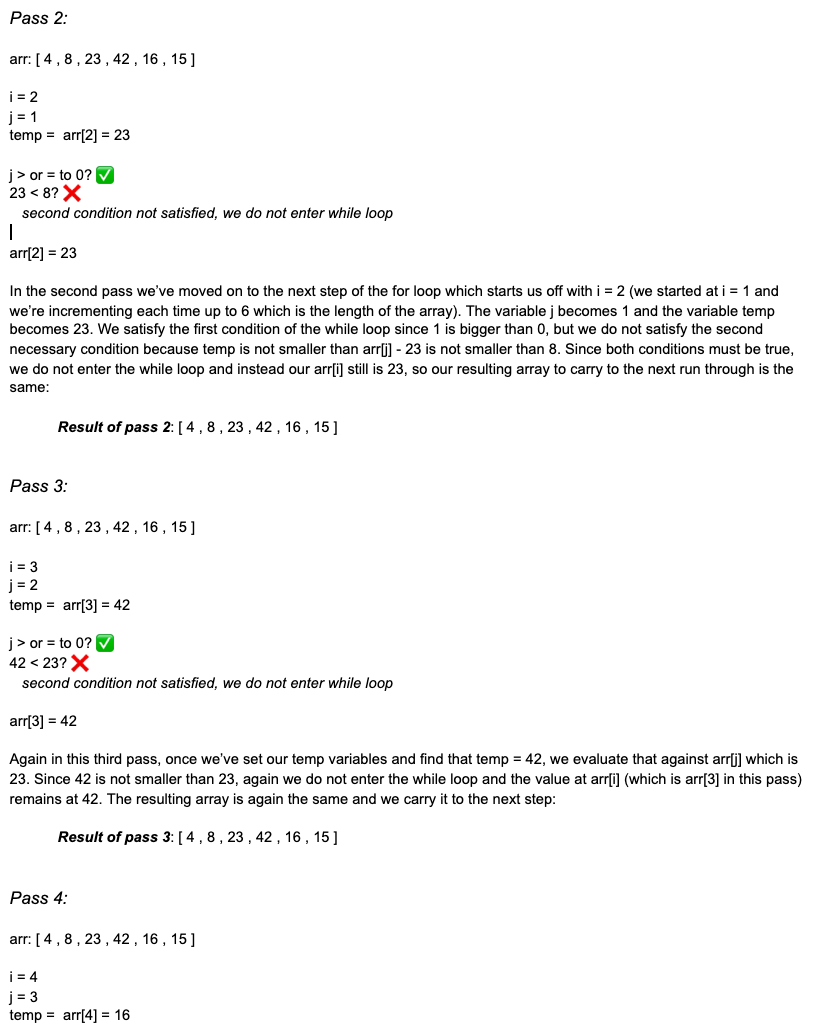 Pass 2:
arr: [ 4 , 8 , 23 , 42 , 16 , 15 ]
i = 2
j = 1
temp = arr[2] = 23
j > or = to 0? ✅
23 < 8? ❌
second condition not satisfied, we do not enter while loop
arr[2] = 23
In the second pass we've moved on to the next step of the for loop which starts us off with i = 2 (we started at i = 1 and
we're incrementing each time up to 6 which is the length of the array). The variable j becomes 1 and the variable temp
becomes 23. We satisfy the first condition of the while loop since 1 is bigger than 0, but we do not satisfy the second
necessary condition because temp is not smaller than arr[j] - 23 is not smaller than 8. Since both conditions must be true,
we do not enter the while loop and instead our arr[i] still is 23, so our resulting array to carry to the next run through is the
same:
Result of pass 2: [ 4 , 8 , 23 , 42 , 16 , 15 ]
Pass 3:
arr: [ 4 , 8 , 23 , 42 , 16 , 15 ]
i = 3
j = 2
temp = arr[3] = 42
j > or = to 0? ✅
42 < 23? ❌
second condition not satisfied, we do not enter while loop
arr[3] = 42
Again in this third pass, once we've set our temp variables and find that temp = 42, we evaluate that against arr[j] which is
23. Since 42 is not smaller than 23, again we do not enter the while loop and the value at arr[i] (which is arr[3] in this pass)
remains at 42. The resulting array is again the same and we carry it to the next step:
Result of pass 3: [ 4 , 8 , 23 , 42 , 16 , 15 ]
Pass 4:
arr: [ 4 , 8 , 23 , 42 , 16 , 15 ]
i = 4
j = 3
temp = arr[4] = 16